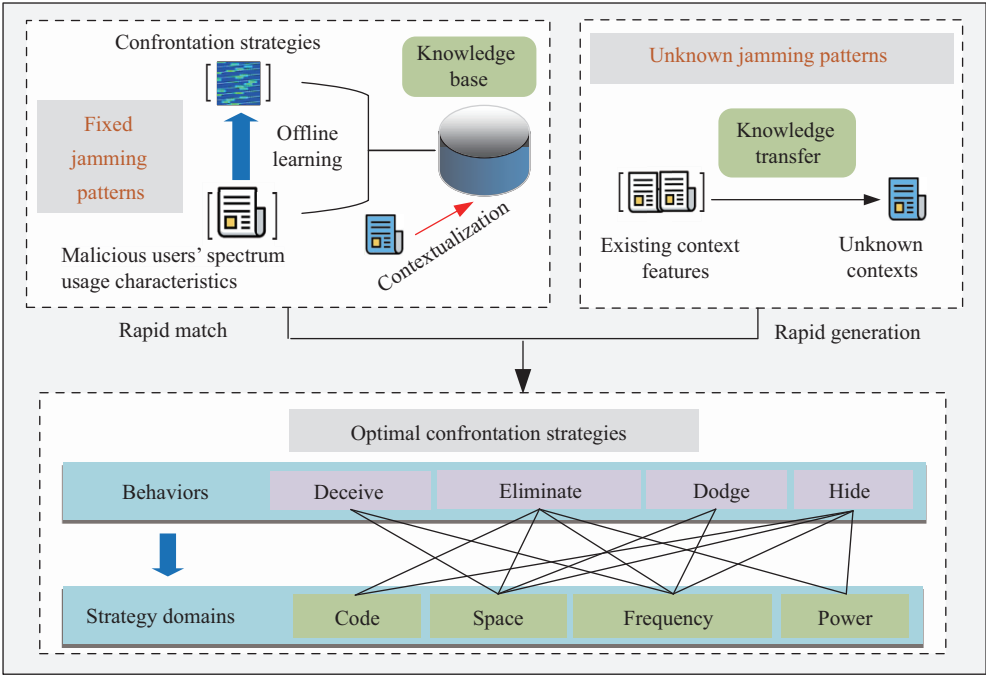 Confrontation strategies
Knowledge
base
Fixed
jamming
patterns
Offline
learning
Contextualization
Malicious users' spectrum
usage characteristics
Unknown jamming patterns
Knowledge
transfer
Existing context
features
Unknown
contexts
Rapid match
Rapid generation
Optimal confrontation strategies
Behaviors
Deceive
Eliminate
Dodge
Hide
Strategy domains
Code
Space
Frequency
Power